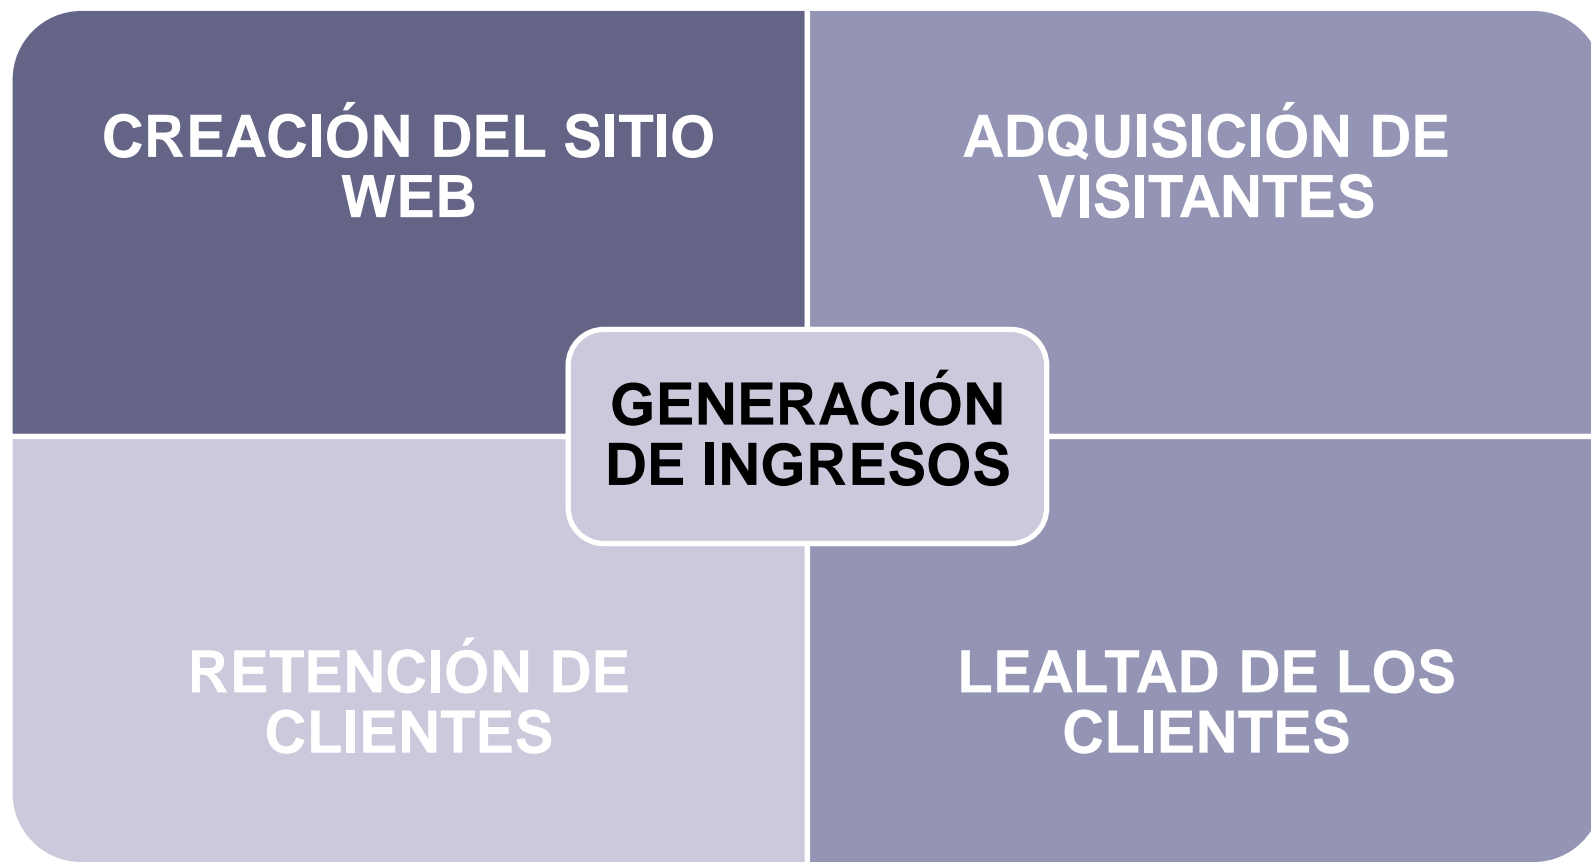 CREACIÓN DEL SITIO
WEB
ADQUISICIÓN DE
VISITANTES
GENERACIÓN
DE INGRESOS
RETENCIÓN DE
CLIENTES
LEALTAD DE LOS
CLIENTES